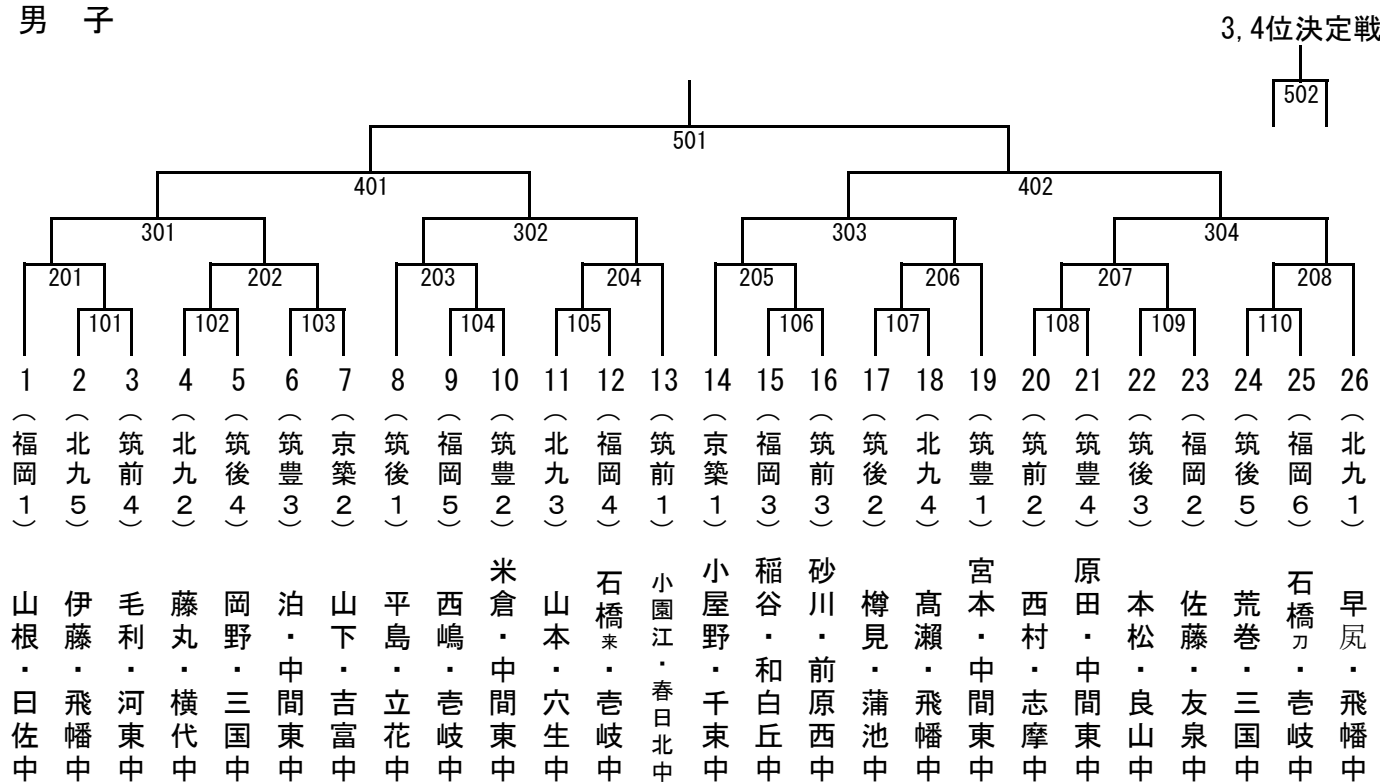 男 子
3,4位決定戦
502
501
401
402
301
302
303
304
201
202
203
204
205
206
207
208
101
102
103
104
105
106
107
108
109
110
1
(福岡1)
山根・曰佐中
2
(北九5)
伊藤・飛幡中
3
(筑前4)
毛利・河東中
4
(北九2)
藤丸・横代中
5
(筑後4)
岡野・三国中
6
(筑豊3)
泊・中間東中
7
(京築2)
山下・吉富中
8
(筑後1)
平島・立花中
9
(福岡5)
西嶋・壱岐中
10
(筑豊2)
米倉・中間東中
11
(北九3)
山本・穴生中
12
(福岡4)
石橋来・壱岐中
13
(筑前1)
小園江・春日北中
14
(京築1)
小屋野・千束中
15
(福岡3)
稲谷・和白丘中
16
(筑前3)
砂川・前原西中
17
(筑後2)
樽見・蒲池中
18
(北九4)
髙瀬・飛幡中
19
(筑豊1)
宮本・中間東中
20
(筑前2)
西村・志摩中
21
(筑豊4)
原田・中間東中
22
(筑後3)
本松・良山中
23
(福岡2)
佐藤・友泉中
24
(筑後5)
荒巻・三国中
25
(福岡6)
石橋刀・壱岐中
26
(北九1)
早凨・飛幡中